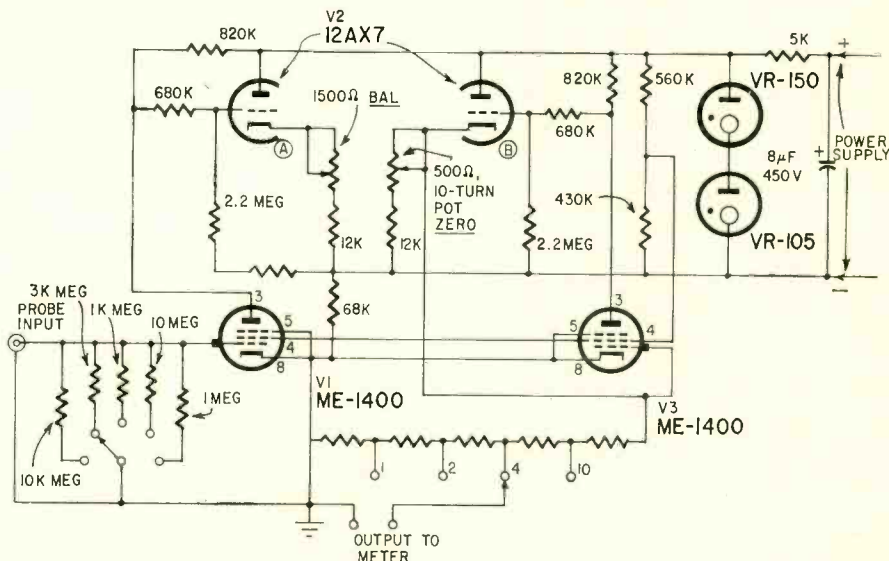 V2
12AX7
820K
680K
1500Ω BAL
A
2.2 MEG
12K
500Ω,
10-TURN
POT
ZERO
12K
B
680K
820K
560K
2.2 MEG
430K
5K
+
VR-150
POWER
SUPPLY
+
8µF
450V
VR-105
–
68K
3K MEG
PROBE
INPUT
1K MEG
10 MEG
1 MEG
10K MEG
3
5
4
8
V1
ME-1400
3
5
4
8
V3
ME-1400
1
2
4
10
OUTPUT TO
METER